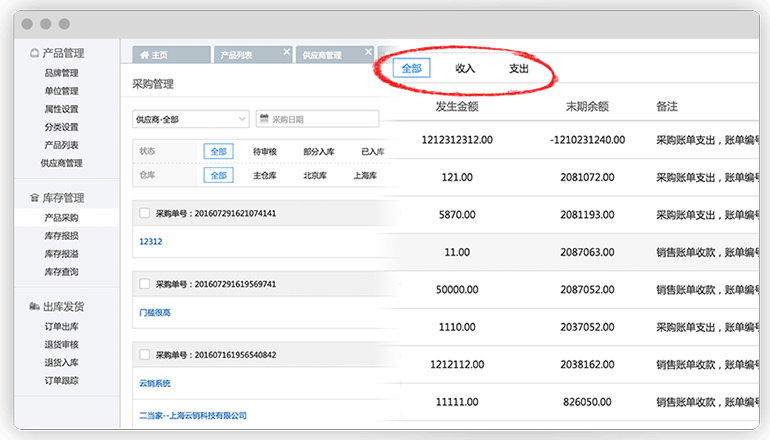 产品管理
品牌管理
单位管理
属性设置
分类设置
产品列表
供应商管理
库存管理
产品采购
库存报损
库存报溢
库存查询
出库发货
订单出库
退货审核
退货入库
订单跟踪
主页 产品列表 供应商管理
采购管理
供应商-全部 采购日期
状态 全部 待审核 部分入库 已入库
仓库 全部 主仓库 北京库 上海库
采购单号：201607291621074141
12312
采购单号：201607291619569741
门槛很高
采购单号：201607161956540842
云销系统
二当家--上海云销科技有限公司
全部 收入 支出
发生金额 末期余额 备注
1212312312.00 -1210231240.00 采购账单支出，账单编号
121.00 2081072.00 采购账单支出，账单编号
5870.00 2081193.00 采购账单支出，账单编号
11.00 2087063.00 销售账单收款，账单编号
50000.00 2087052.00 销售账单收款，账单编号
1110.00 2037052.00 采购账单支出，账单编号
1212112.00 2038162.00 销售账单收款，账单编号
11111.00 826050.00 销售账单收款，账单编号